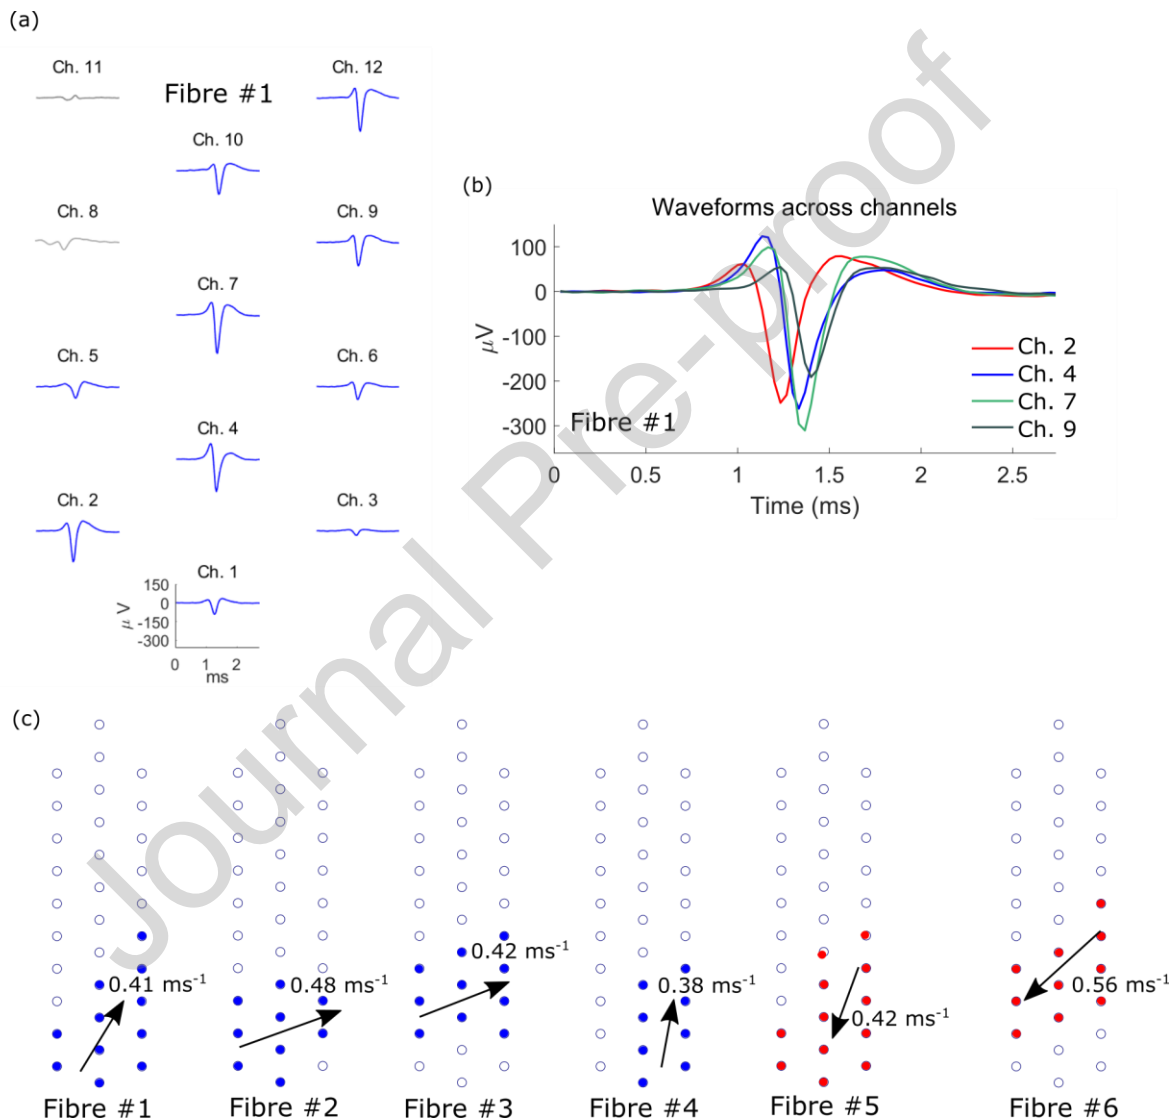 (a)
Ch. 11
Fibre #1
Ch. 12
Ch. 10
Ch. 8
Ch. 9
Ch. 7
Ch. 5
Ch. 6
Ch. 4
Ch. 2
Ch. 3
Ch. 1
150
0
-150
-300
μ V
0 1 2
ms
(b)
Waveforms across channels
100
0
-100
-200
-300
μV
Ch. 2
Ch. 4
Ch. 7
Ch. 9
Fibre #1
0 0.5 1 1.5 2 2.5
Time (ms)
(c)
0.41 ms⁻¹
0.48 ms⁻¹
0.42 ms⁻¹
0.38 ms⁻¹
0.42 ms⁻¹
0.56 ms⁻¹
Fibre #1 Fibre #2 Fibre #3 Fibre #4 Fibre #5 Fibre #6
Journal Pre-proof